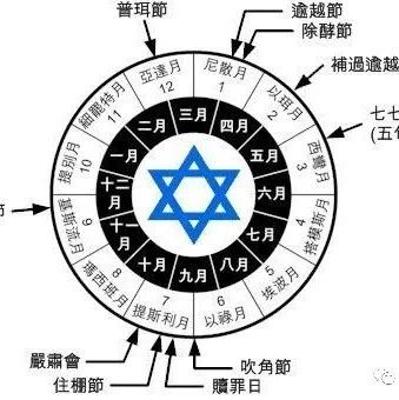 普珥節
逾越節
除酵節
補過逾越
七七
(五旬
節
尼散月
1
以珥月
2
西彎月
3
搭模斯月
4
埃波月
5
以祿月
6
提斯利月
7
瑪西班月
8
基斯流月
9
提別月
10
細罷特月
11
亞達月
12
三月
四月
五月
六月
七月
八月
九月
十月
十一月
十二月
一月
二月
嚴肅會
住棚節
贖罪日
吹角節